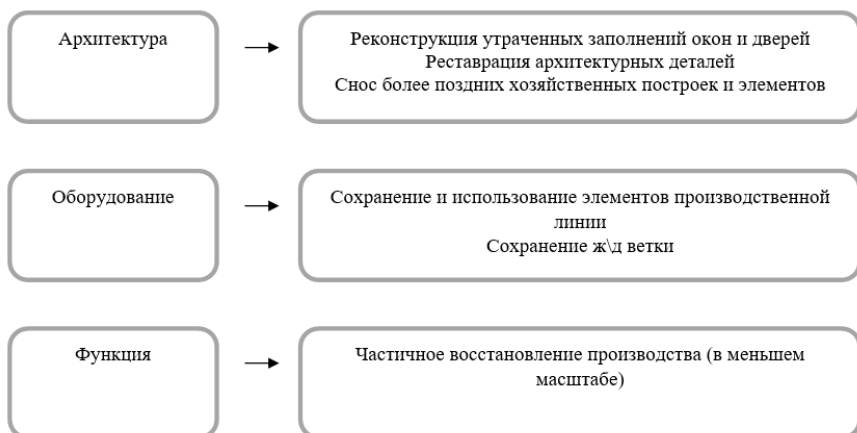 Архитектура
Реконструкция утраченных заполнений окон и дверей
Реставрация архитектурных деталей
Снос более поздних хозяйственных построек и элементов
Оборудование
Сохранение и использование элементов производственной
линии
Сохранение ж\д ветки
Функция
Частичное восстановление производства (в меньшем
масштабе)